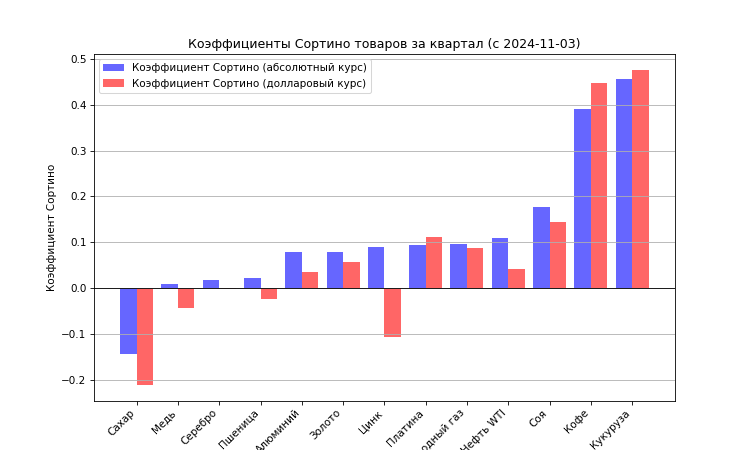 Коэффициенты Сортино товаров за квартал (с 2024-11-03)
Коэффициент Сортино (абсолютный курс)
Коэффициент Сортино (долларовый курс)
Коэффициент Сортино
0.5
0.4
0.3
0.2
0.1
0.0
−0.1
−0.2
Сахар
Медь
Серебро
Пшеница
Алюминий
Золото
Цинк
Платина
одный газ
Нефть WTI
Соя
Кофе
Кукуруза